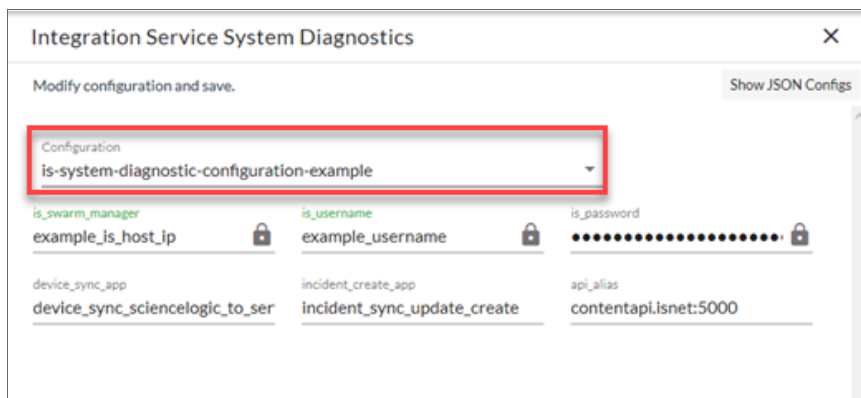 Integration Service System Diagnostics
Modify configuration and save.
Show JSON Configs
Configuration
is-system-diagnostic-configuration-example
is_swarm_manager
is_username
is_password
example_is_host_ip
example_username
device_sync_app
incident_create_app
api_alias
device_sync_sciencelogic_to_ser
incident_sync_update_create
contentapi.isnet:5000